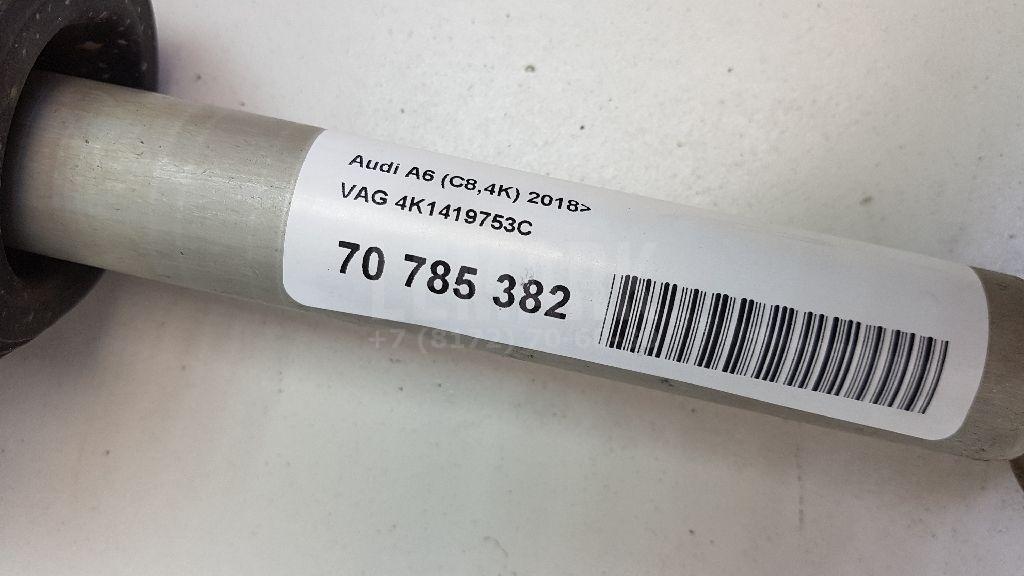 Audi A6 (C8,4K) 2018>
VAG 4K1419753C
70 785 382